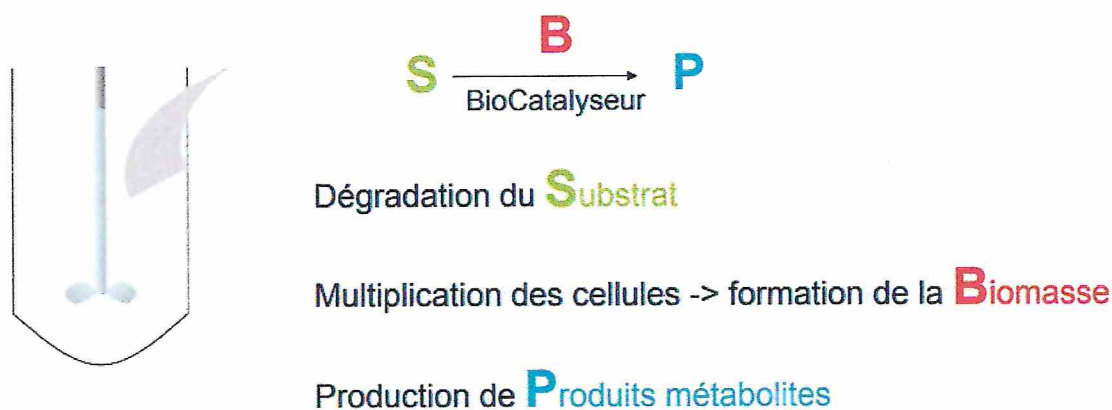 B
S P
BioCatalyseur
Dégradation du Substrat
Multiplication des cellules -> formation de la Biomasse
Production de Produits métabolites